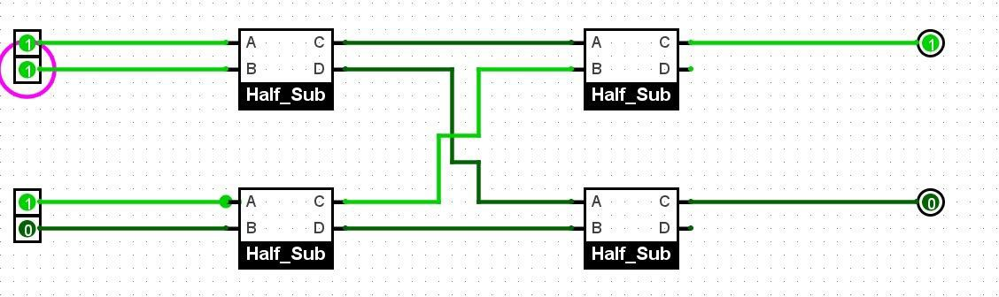 1 A C A C 1
1 B D B D
Half_Sub Half_Sub
1 A C A C 0
0 B D B D
Half_Sub Half_Sub